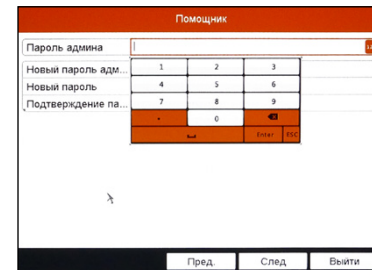 Помощник
Пароль админа
Новый пароль адм...
Новый пароль
Подтверждение па...
1 2 3
4 5 6
7 8 9
. 0
Enter ESC
Пред. След Выйти